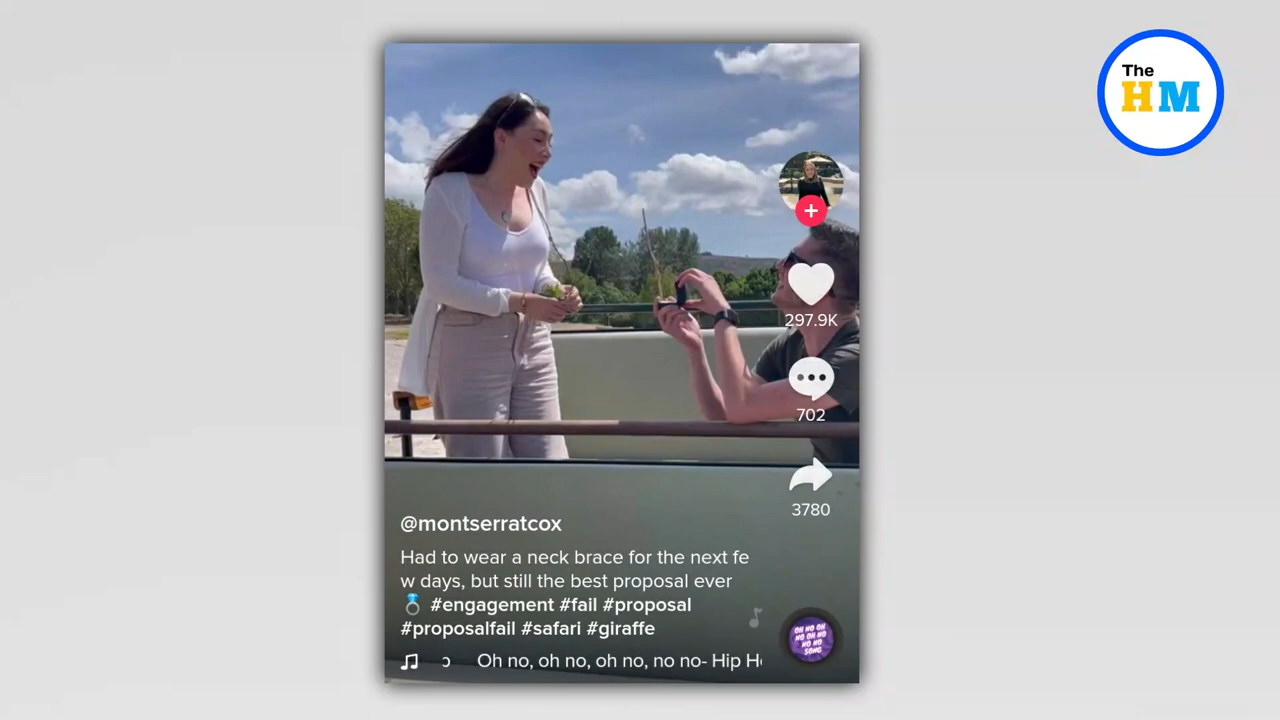 The
HM
297.9K
702
3780
@montserratcox
Had to wear a neck brace for the next fe
w days, but still the best proposal ever
💍 #engagement #fail #proposal
#proposalfail #safari #giraffe
Oh no, oh no, oh no, no no- Hip H
OH NO OH
NO OH NO
NO NO
SONG